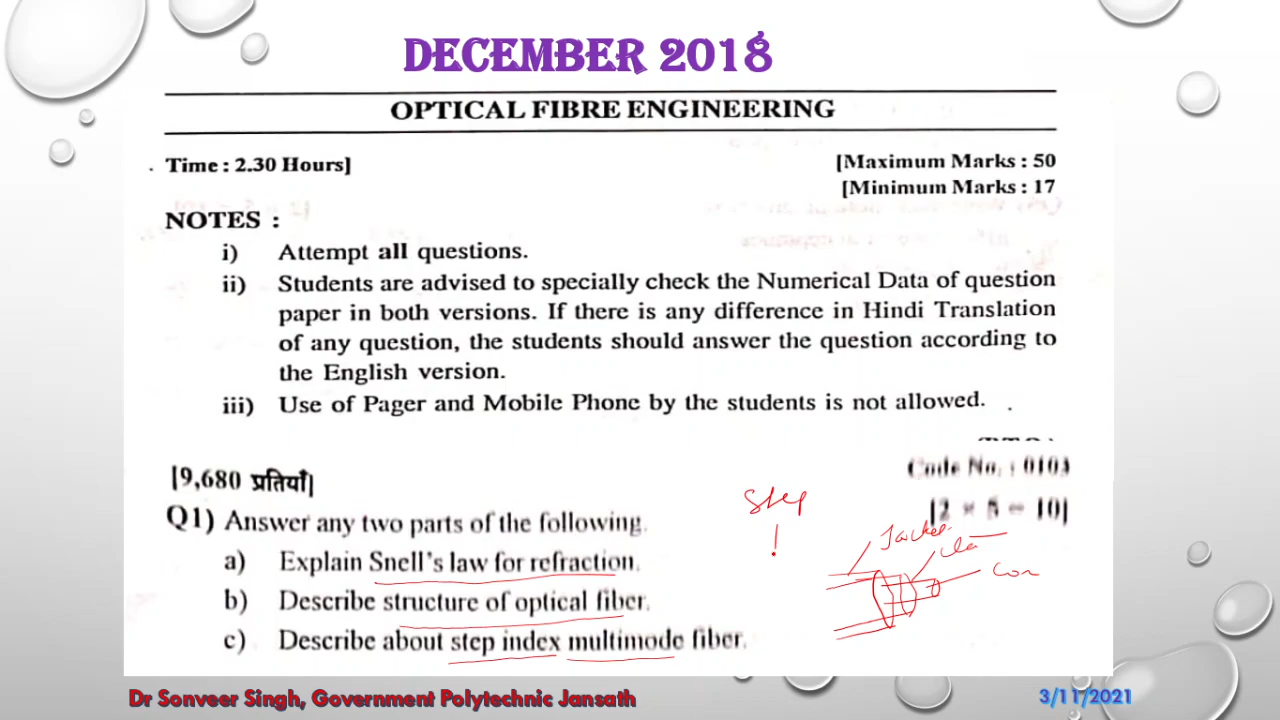 DECEMBER 2018
OPTICAL FIBRE ENGINEERING
Time : 2.30 Hours]
[Maximum Marks : 50
[Minimum Marks : 17
NOTES :
i) Attempt all questions.
ii) Students are advised to specially check the Numerical Data of question
paper in both versions. If there is any difference in Hindi Translation
of any question, the students should answer the question according to
the English version.
iii) Use of Pager and Mobile Phone by the students is not allowed.
[9,680 प्रतियाँ]
Code No. : 0103
Q1) Answer any two parts of the following.
[2 × 5 = 10]
a) Explain Snell's law for refraction.
b) Describe structure of optical fiber.
c) Describe about step index multimode fiber.
Step
Jacket
Dr Sonveer Singh, Government Polytechnic Jansath
3/11/2021